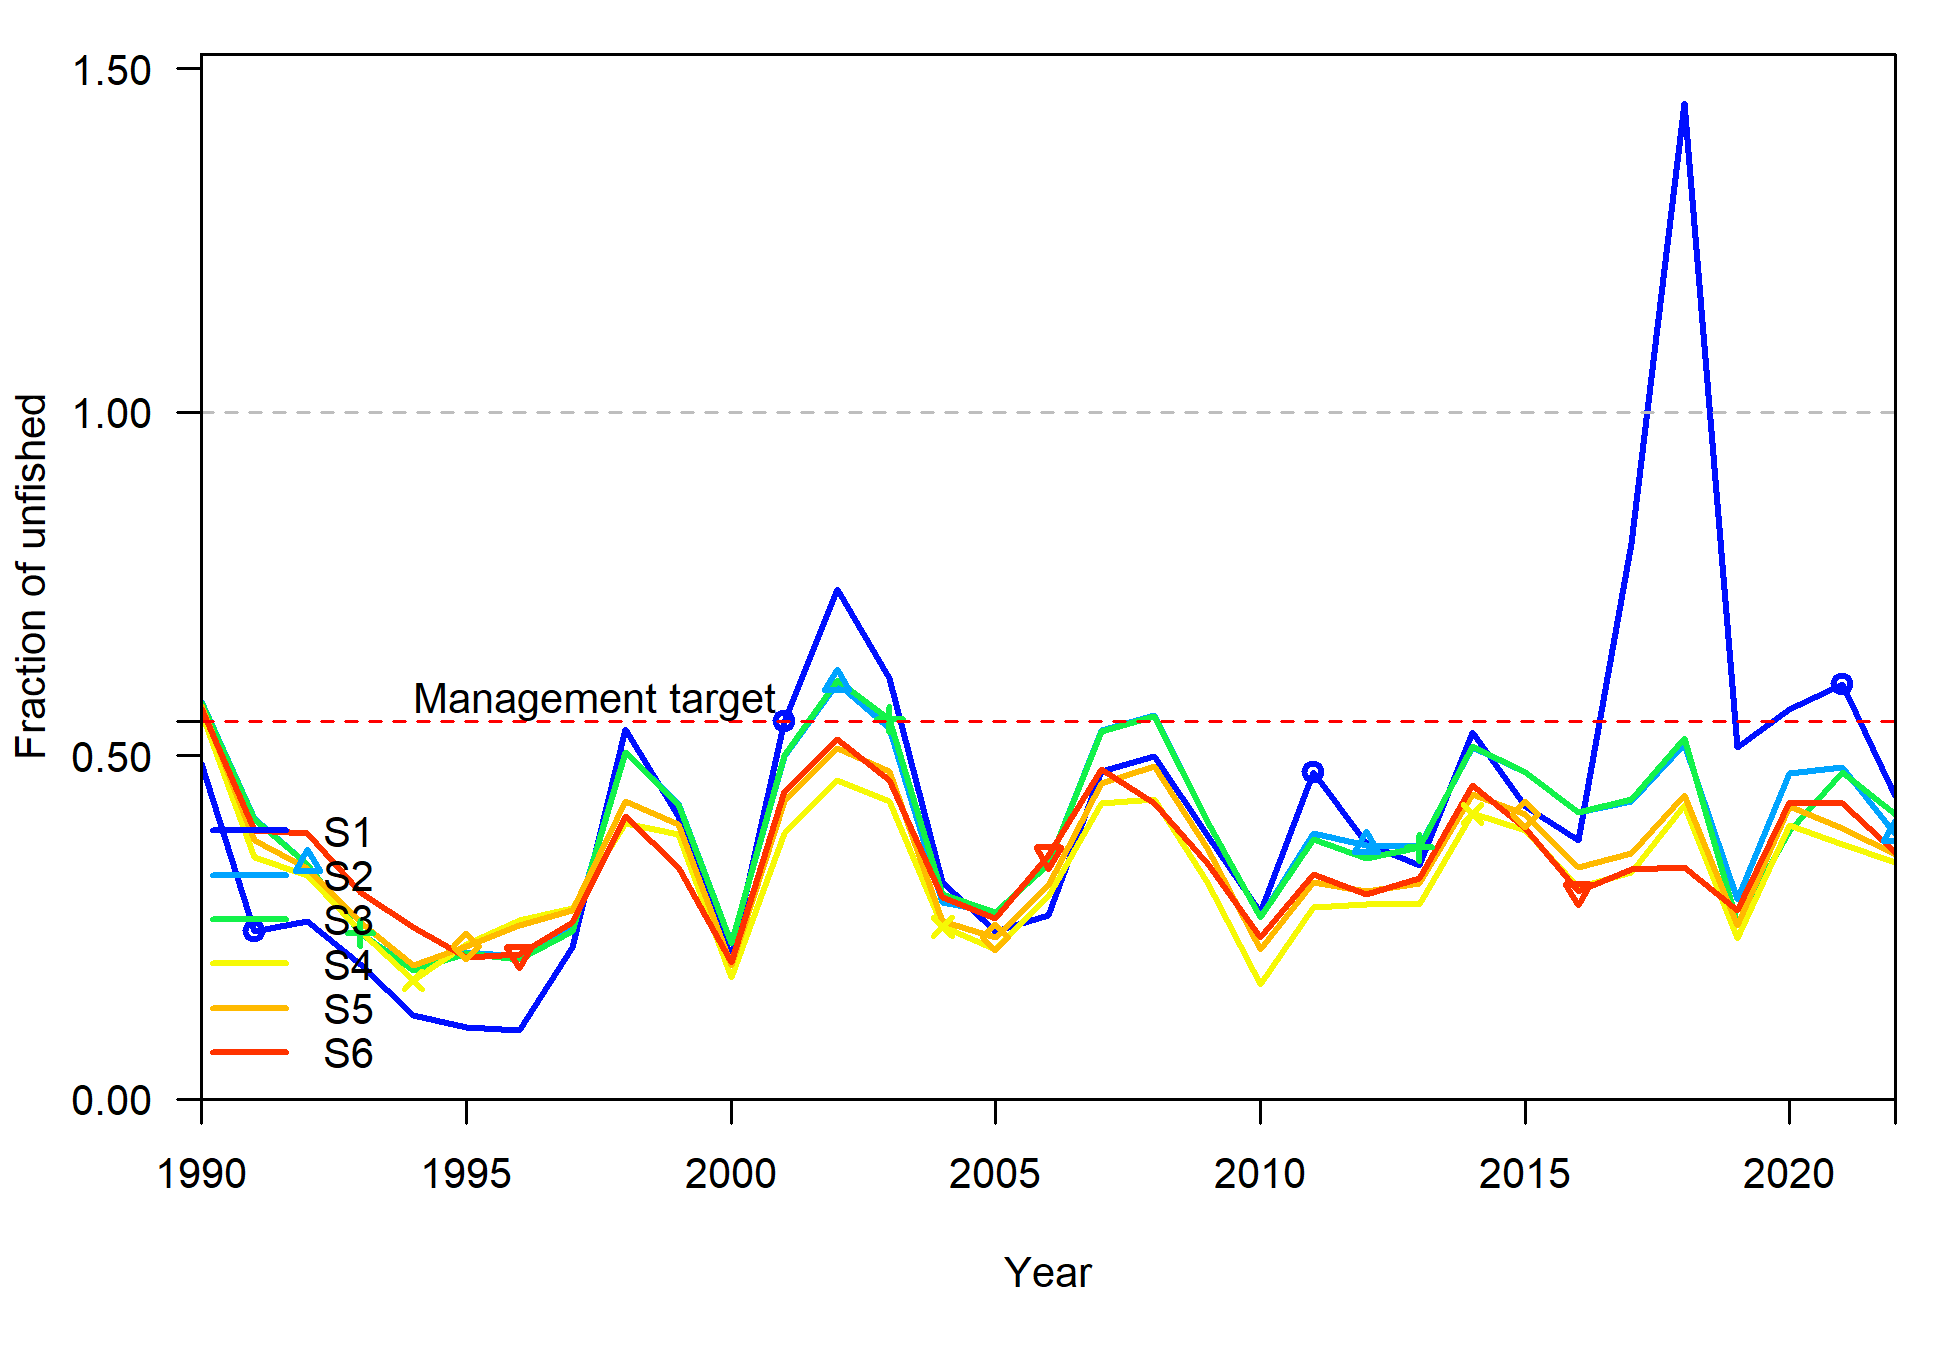 1.50
1.00
0.50
0.00
Fraction of unfished
Management target
S1
S2
S3
S4
S5
S6
1990 1995 2000 2005 2010 2015 2020
Year